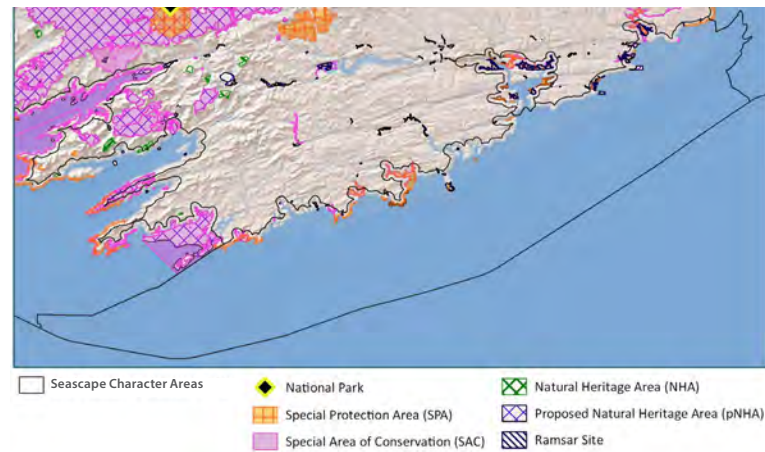 Seascape Character Areas
National Park
Natural Heritage Area (NHA)
Special Protection Area (SPA)
Proposed Natural Heritage Area (pNHA)
Special Area of Conservation (SAC)
Ramsar Site